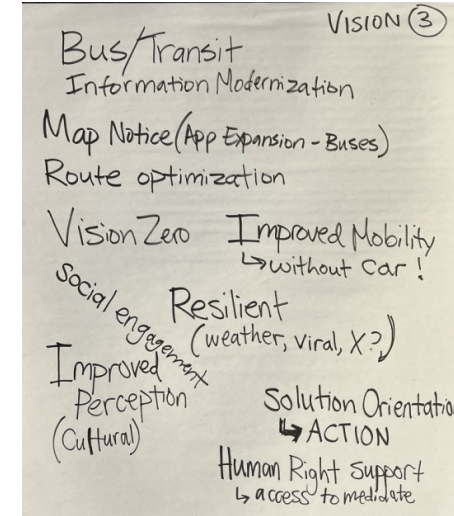 VISION 3
Bus/Transit
Information Modernization
Map Notice (App Expansion - Buses)
Route optimization
Vision Zero
Improved Mobility
↳ without car!
Social engagement
Resilient
(weather, viral, X?)
Improved
Perception
(Cultural)
Solution Orientatio
↳ ACTION
Human Right Support
↳ access to medidate